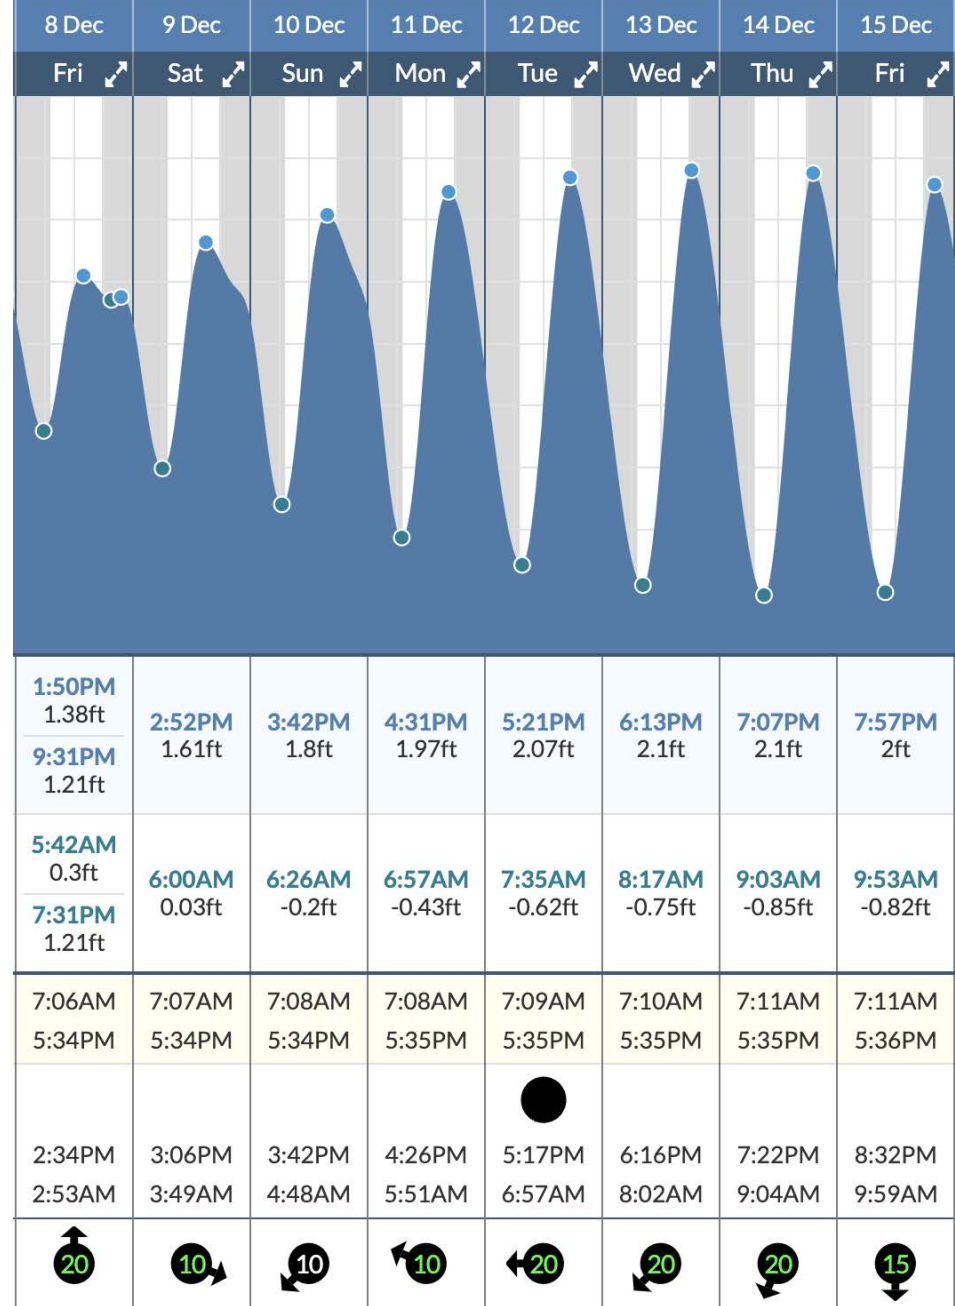 8 Dec 9 Dec 10 Dec 11 Dec 12 Dec 13 Dec 14 Dec 15 Dec
Fri Sat Sun Mon Tue Wed Thu Fri
1:50PM
1.38ft
9:31PM
1.21ft
2:52PM 3:42PM 4:31PM 5:21PM 6:13PM 7:07PM 7:57PM
1.61ft 1.8ft 1.97ft 2.07ft 2.1ft 2.1ft 2ft
5:42AM
0.3ft
7:31PM
1.21ft
6:00AM 6:26AM 6:57AM 7:35AM 8:17AM 9:03AM 9:53AM
0.03ft -0.2ft -0.43ft -0.62ft -0.75ft -0.85ft -0.82ft
7:06AM 7:07AM 7:08AM 7:08AM 7:09AM 7:10AM 7:11AM 7:11AM
5:34PM 5:34PM 5:34PM 5:35PM 5:35PM 5:35PM 5:35PM 5:36PM
2:34PM 3:06PM 3:42PM 4:26PM 5:17PM 6:16PM 7:22PM 8:32PM
2:53AM 3:49AM 4:48AM 5:51AM 6:57AM 8:02AM 9:04AM 9:59AM
20 10 10 10 20 20 20 15